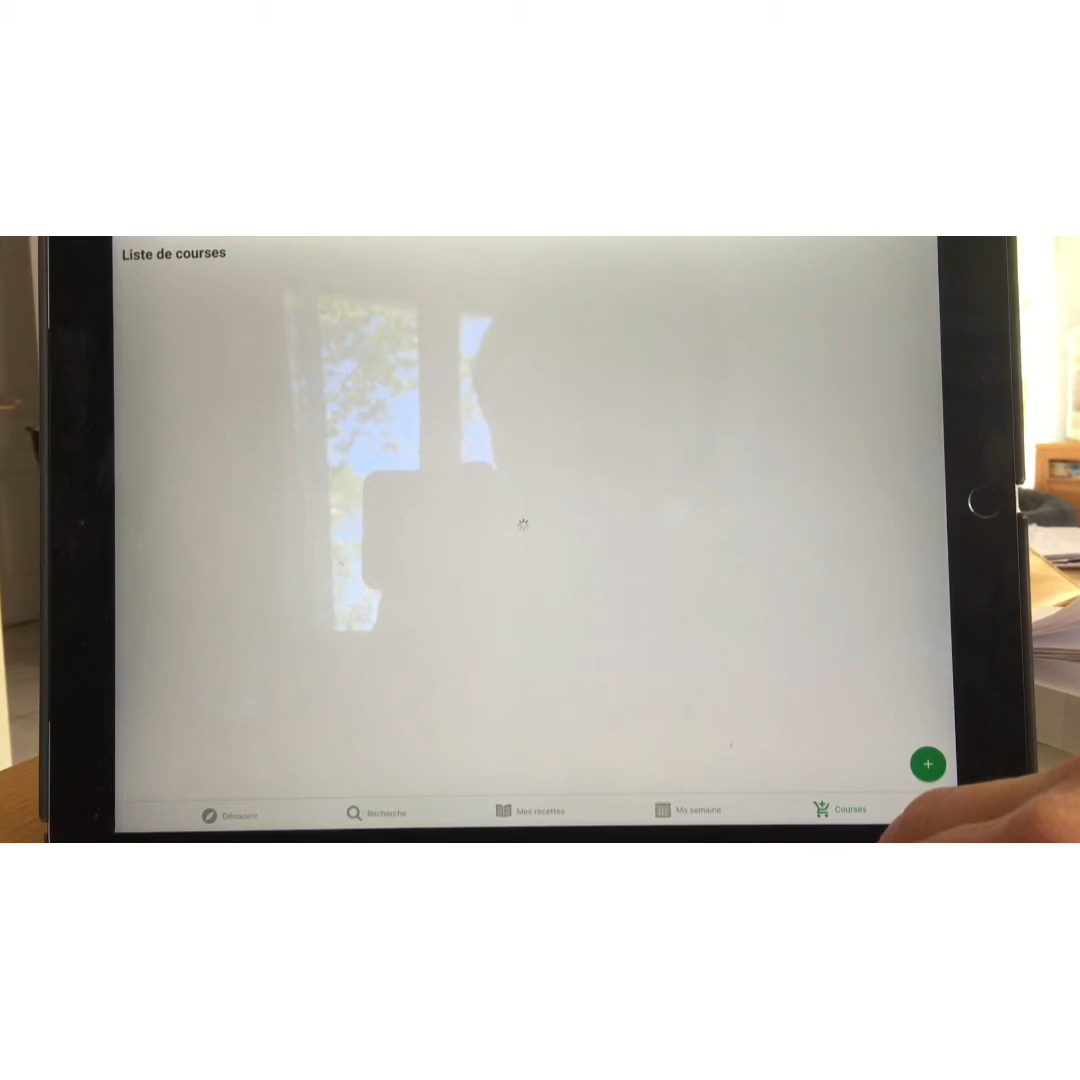 Liste de courses
Découvrir
Recherche
Mes recettes
Ma semaine
Courses